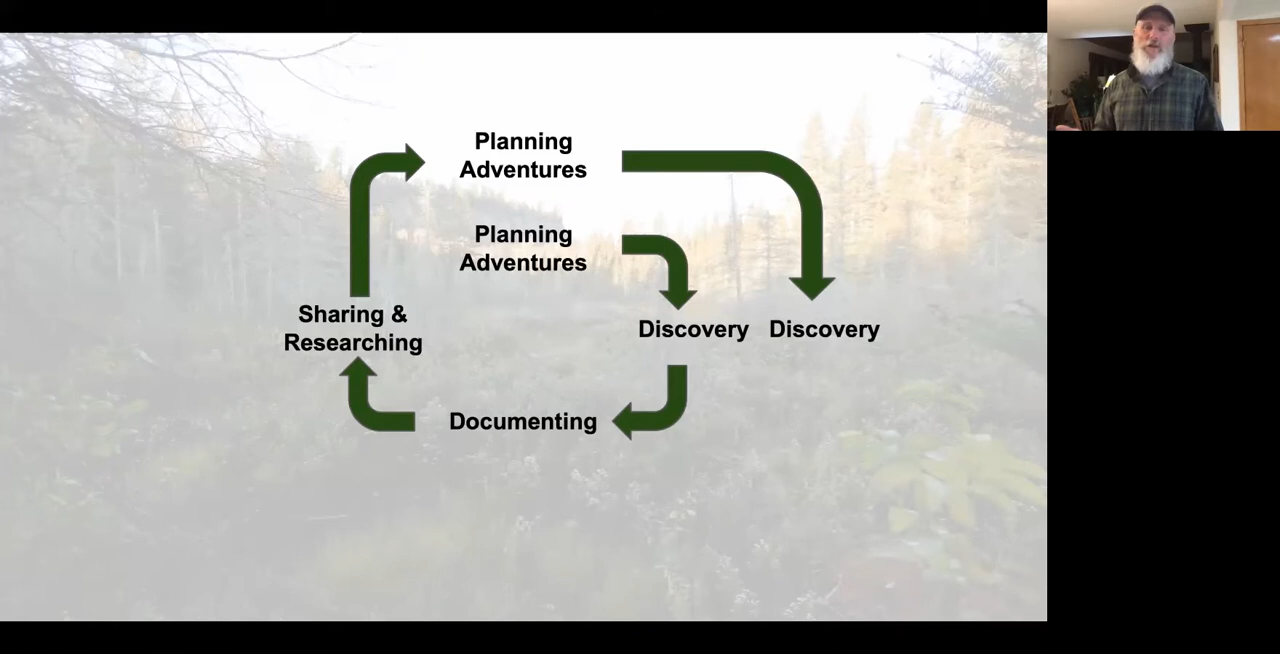 Planning
Adventures
Planning
Adventures
Sharing &
Researching
Discovery
Discovery
Documenting